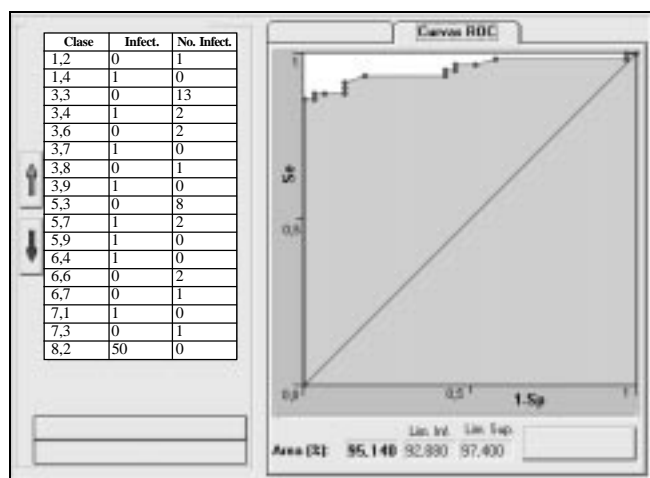 Clase Infect. No. Infect.
1,2 0 1
1,4 1 0
3,3 0 13
3,4 1 2
3,6 0 2
3,7 1 0
3,8 0 1
3,9 1 0
5,3 0 8
5,7 1 2
5,9 1 0
6,4 1 0
6,6 0 2
6,7 0 1
7,1 1 0
7,3 0 1
8,2 50 0
Curvas ROC
1
Se
0,5
0,0 0,5 1
1-Sp
Lim. Inf. Lim. Sup.
Area (%): 95,140 92,880 97,400